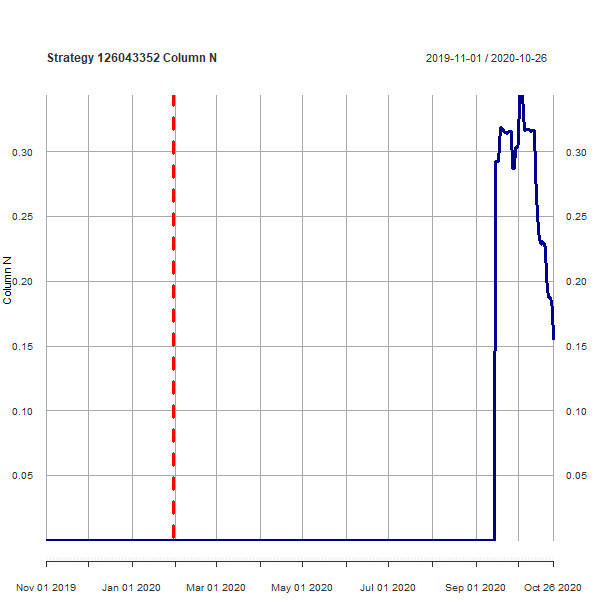 Strategy 126043352 Column N
2019-11-01 / 2020-10-26
Column N
0.30
0.25
0.20
0.15
0.10
0.05
0.30
0.25
0.20
0.15
0.10
0.05
Nov 01 2019
Jan 01 2020
Mar 01 2020
May 01 2020
Jul 01 2020
Sep 01 2020
Oct 26 2020